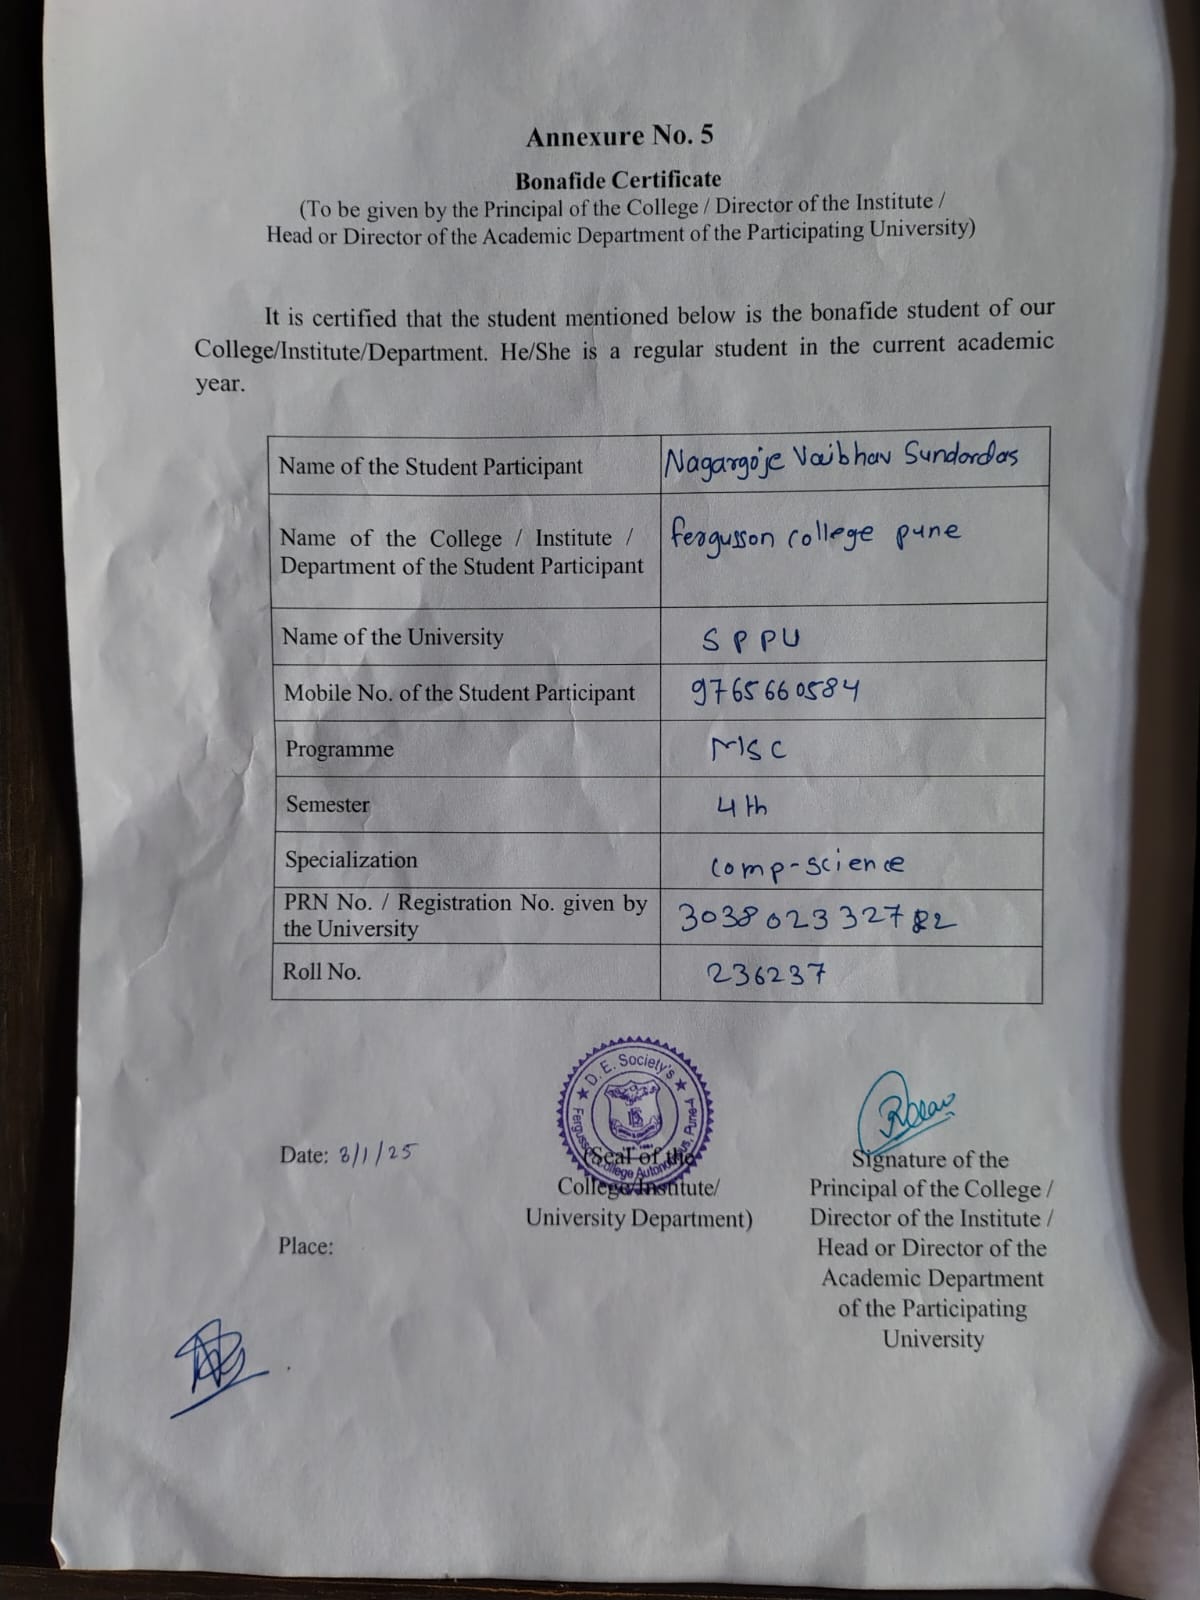 Annexure No. 5
Bonafide Certificate
(To be given by the Principal of the College / Director of the Institute /
Head or Director of the Academic Department of the Participating University)
It is certified that the student mentioned below is the bonafide student of our
College/Institute/Department. He/She is a regular student in the current academic
year.
Name of the Student Participant
Nagargoje Vaibhav Sundardas
Name of the College / Institute /
Department of the Student Participant
fergusson college pune
Name of the University
SPPU
Mobile No. of the Student Participant
9765660584
Programme
MSC
Semester
4th
Specialization
comp-science
PRN No. / Registration No. given by
the University
3038023327
Roll No.
236237
D. E. Society's
Fergusson College Autonomous, Pune-4
Date: 3/1/25
(Seal of the
College/Institute/
University Department)
Place:
Signature of the
Principal of the College /
Director of the Institute /
Head or Director of the
Academic Department
of the Participating
University